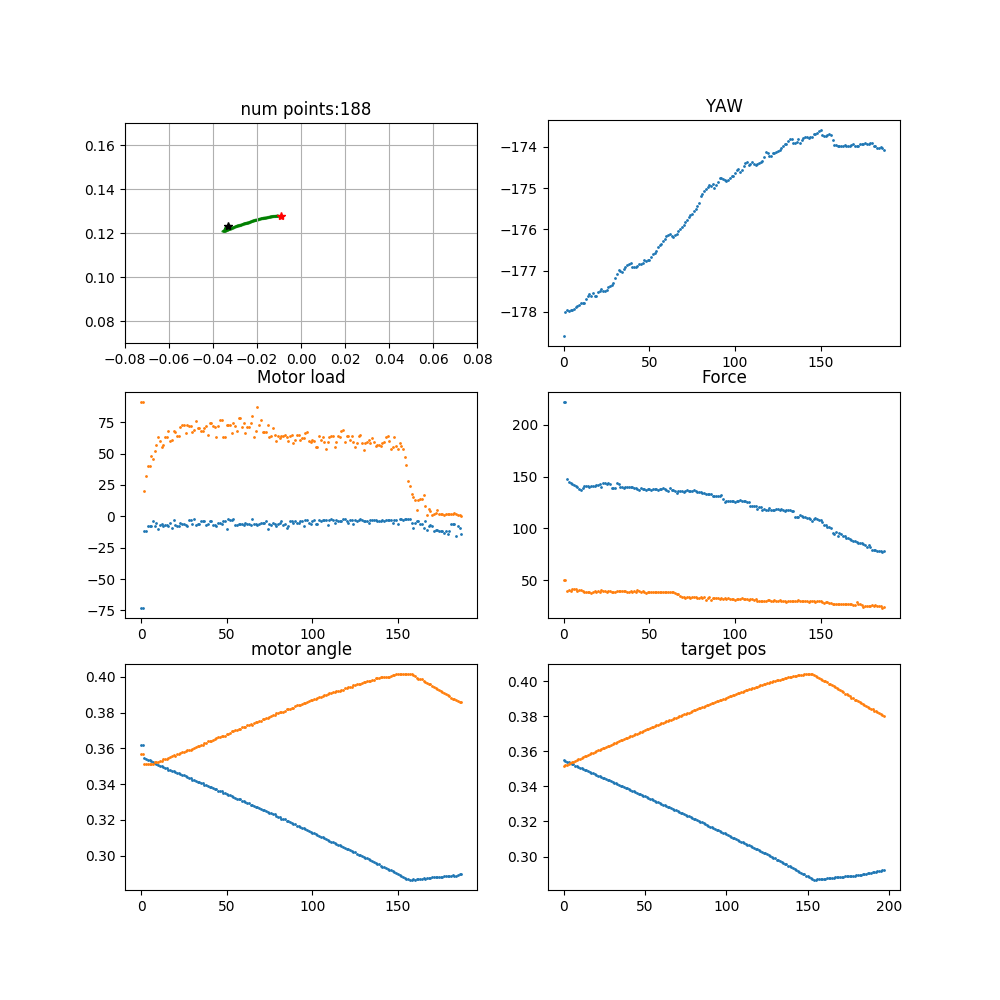 num points:188
0.16
0.14
0.12
0.10
0.08
−0.08 −0.06 −0.04 −0.02 0.00 0.02 0.04 0.06 0.08
YAW
−174
−175
−176
−177
−178
0 50 100 150
Motor load
75
50
25
0
−25
−50
−75
0 50 100 150
Force
200
150
100
50
0 50 100 150
motor angle
0.40
0.38
0.36
0.34
0.32
0.30
0 50 100 150
target pos
0.40
0.38
0.36
0.34
0.32
0.30
0 50 100 150 200